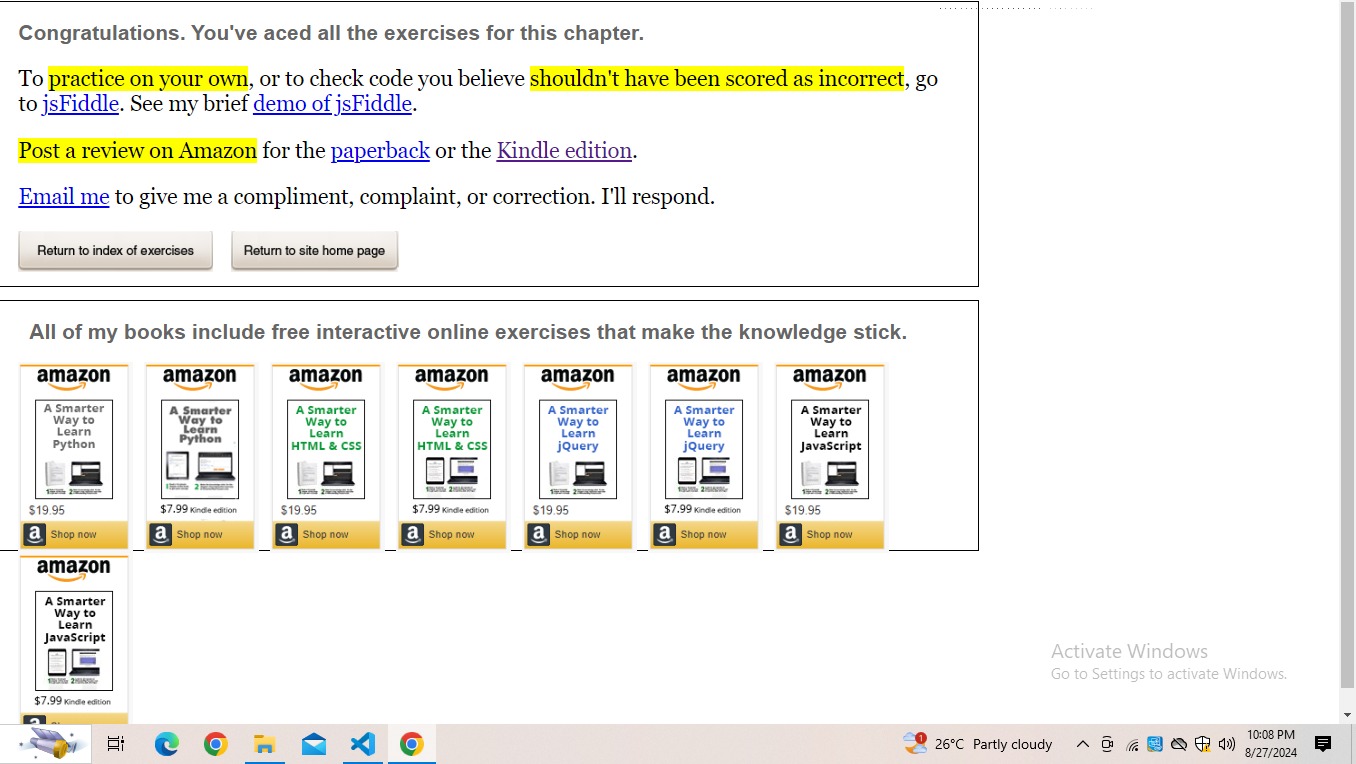 Congratulations. You've aced all the exercises for this chapter.
To practice on your own, or to check code you believe shouldn't have been scored as incorrect, go
to jsFiddle. See my brief demo of jsFiddle.
Post a review on Amazon for the paperback or the Kindle edition.
Email me to give me a compliment, complaint, or correction. I'll respond.
Return to index of exercises
Return to site home page
All of my books include free interactive online exercises that make the knowledge stick.
amazon
A Smarter
Way to
Learn
Python
$19.95
a Shop now
amazon
A Smarter
Way to
Learn
Python
$7.99 Kindle edition
a Shop now
amazon
A Smarter
Way to
Learn
HTML & CSS
$19.95
a Shop now
amazon
A Smarter
Way to
Learn
HTML & CSS
$7.99 Kindle edition
a Shop now
amazon
A Smarter
Way to
Learn
jQuery
$19.95
a Shop now
amazon
A Smarter
Way to
Learn
jQuery
$7.99 Kindle edition
a Shop now
amazon
A Smarter
Way to
Learn
JavaScript
$19.95
a Shop now
amazon
A Smarter
Way to
Learn
JavaScript
$7.99 Kindle edition
Activate Windows
Go to Settings to activate Windows.
1
26°C Partly cloudy
10:08 PM
8/27/2024